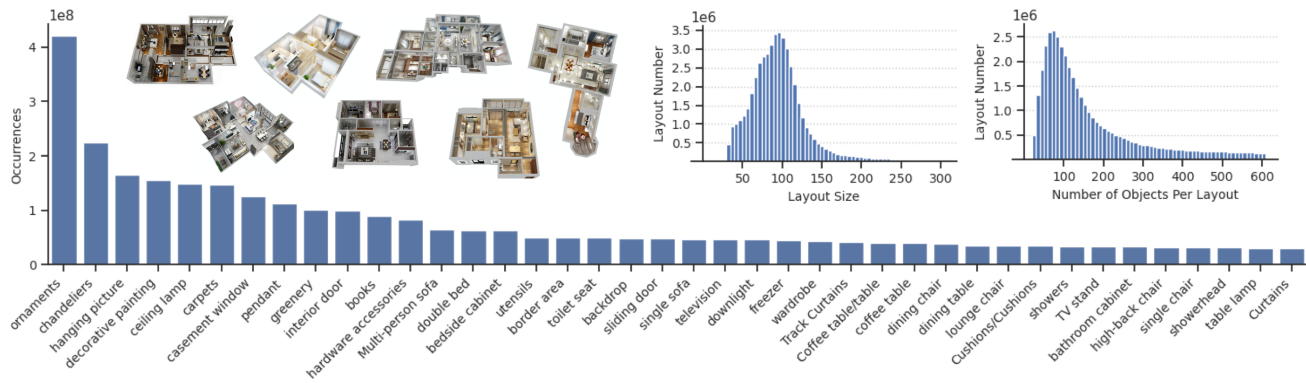 1e8
4
3
2
1
0
Occurrences
ornaments
chandeliers
hanging picture
decorative painting
ceiling lamp
carpets
casement window
pendant
greenery
interior door
books
hardware accessories
Multi-person sofa
double bed
bedside cabinet
utensils
border area
toilet seat
backdrop
sliding door
single sofa
television
downlight
freezer
wardrobe
Track Curtains
Coffee table/table
coffee table
dining chair
dining table
lounge chair
Cushions/Cushions
showers
TV stand
bathroom cabinet
high-back chair
single chair
showerhead
table lamp
Curtains
1e6
3.5
3.0
2.5
2.0
1.5
1.0
0.5
Layout Number
50 100 150 200 250 300
Layout Size
1e6
2.5
2.0
1.5
1.0
0.5
Layout Number
100 200 300 400 500 600
Number of Objects Per Layout